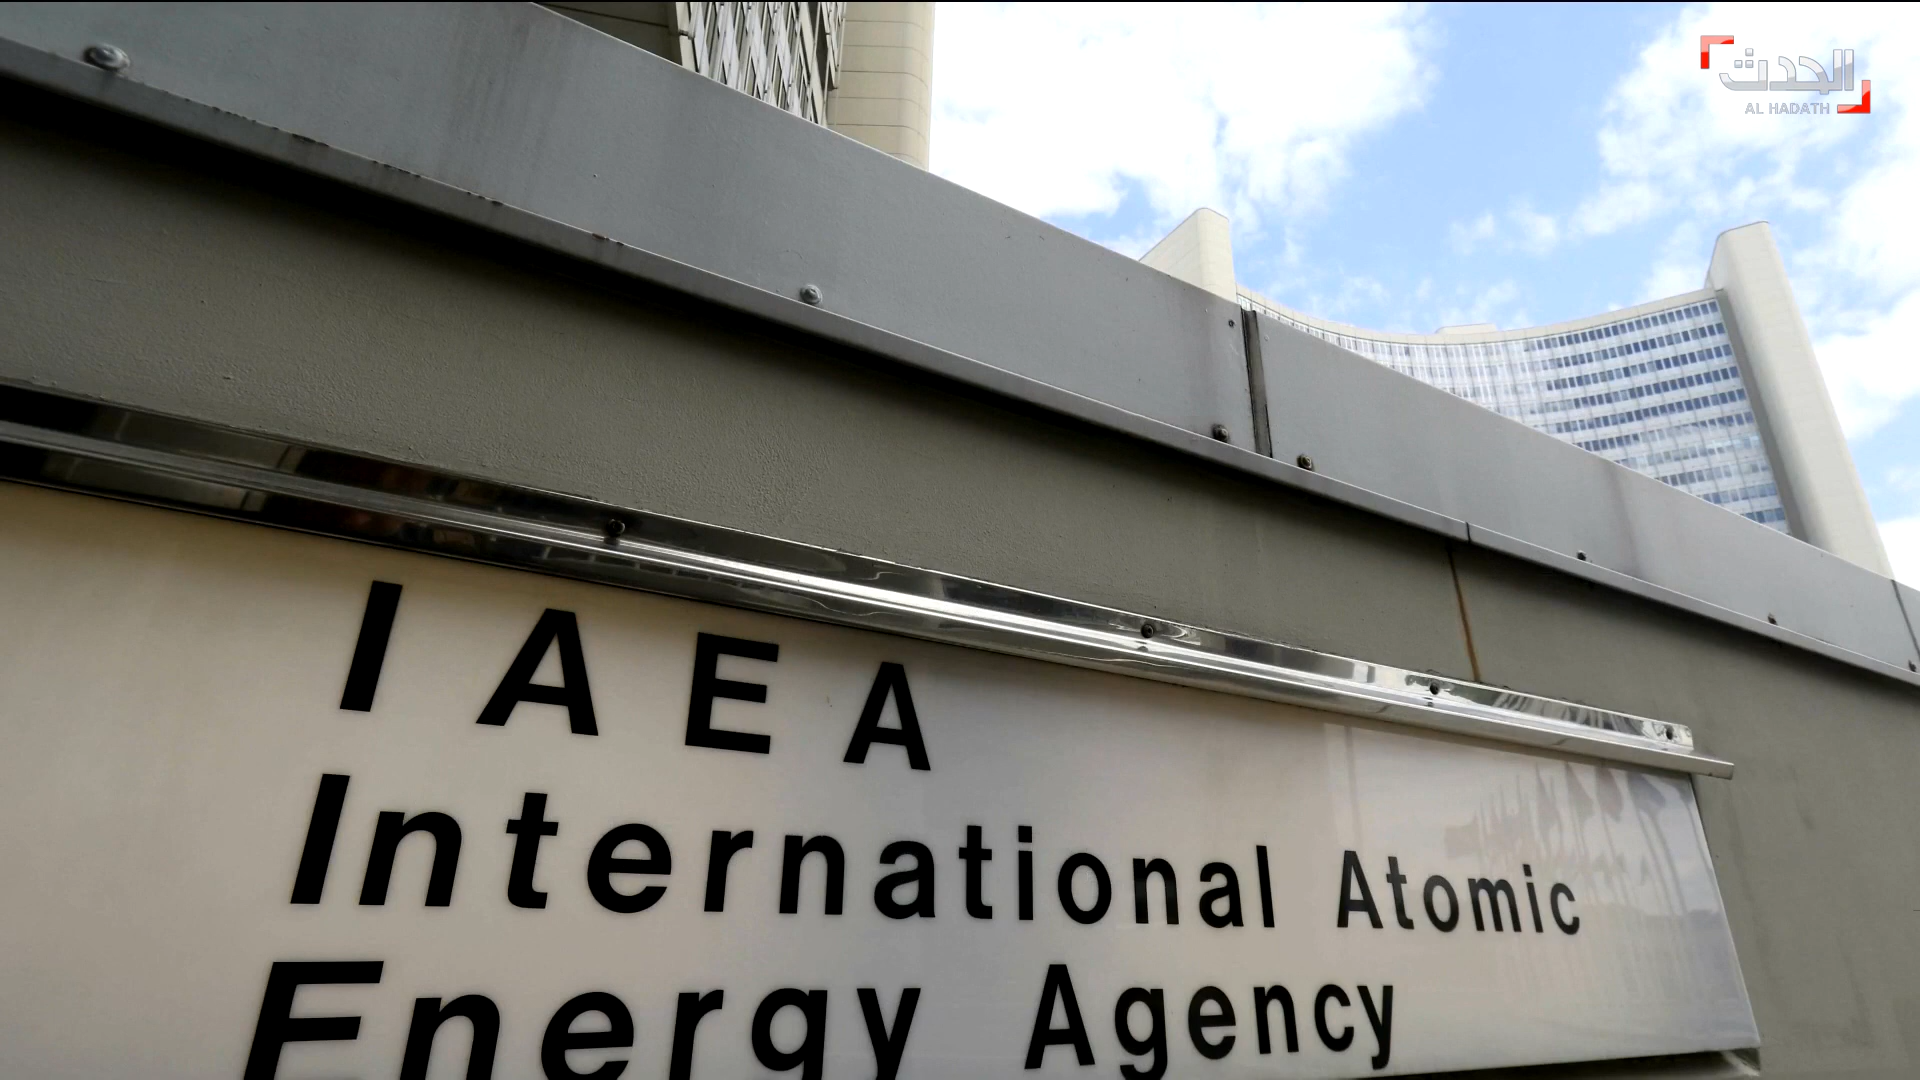 الحدث
AL HADATH
IAEA
International Atomic
Energy Agency